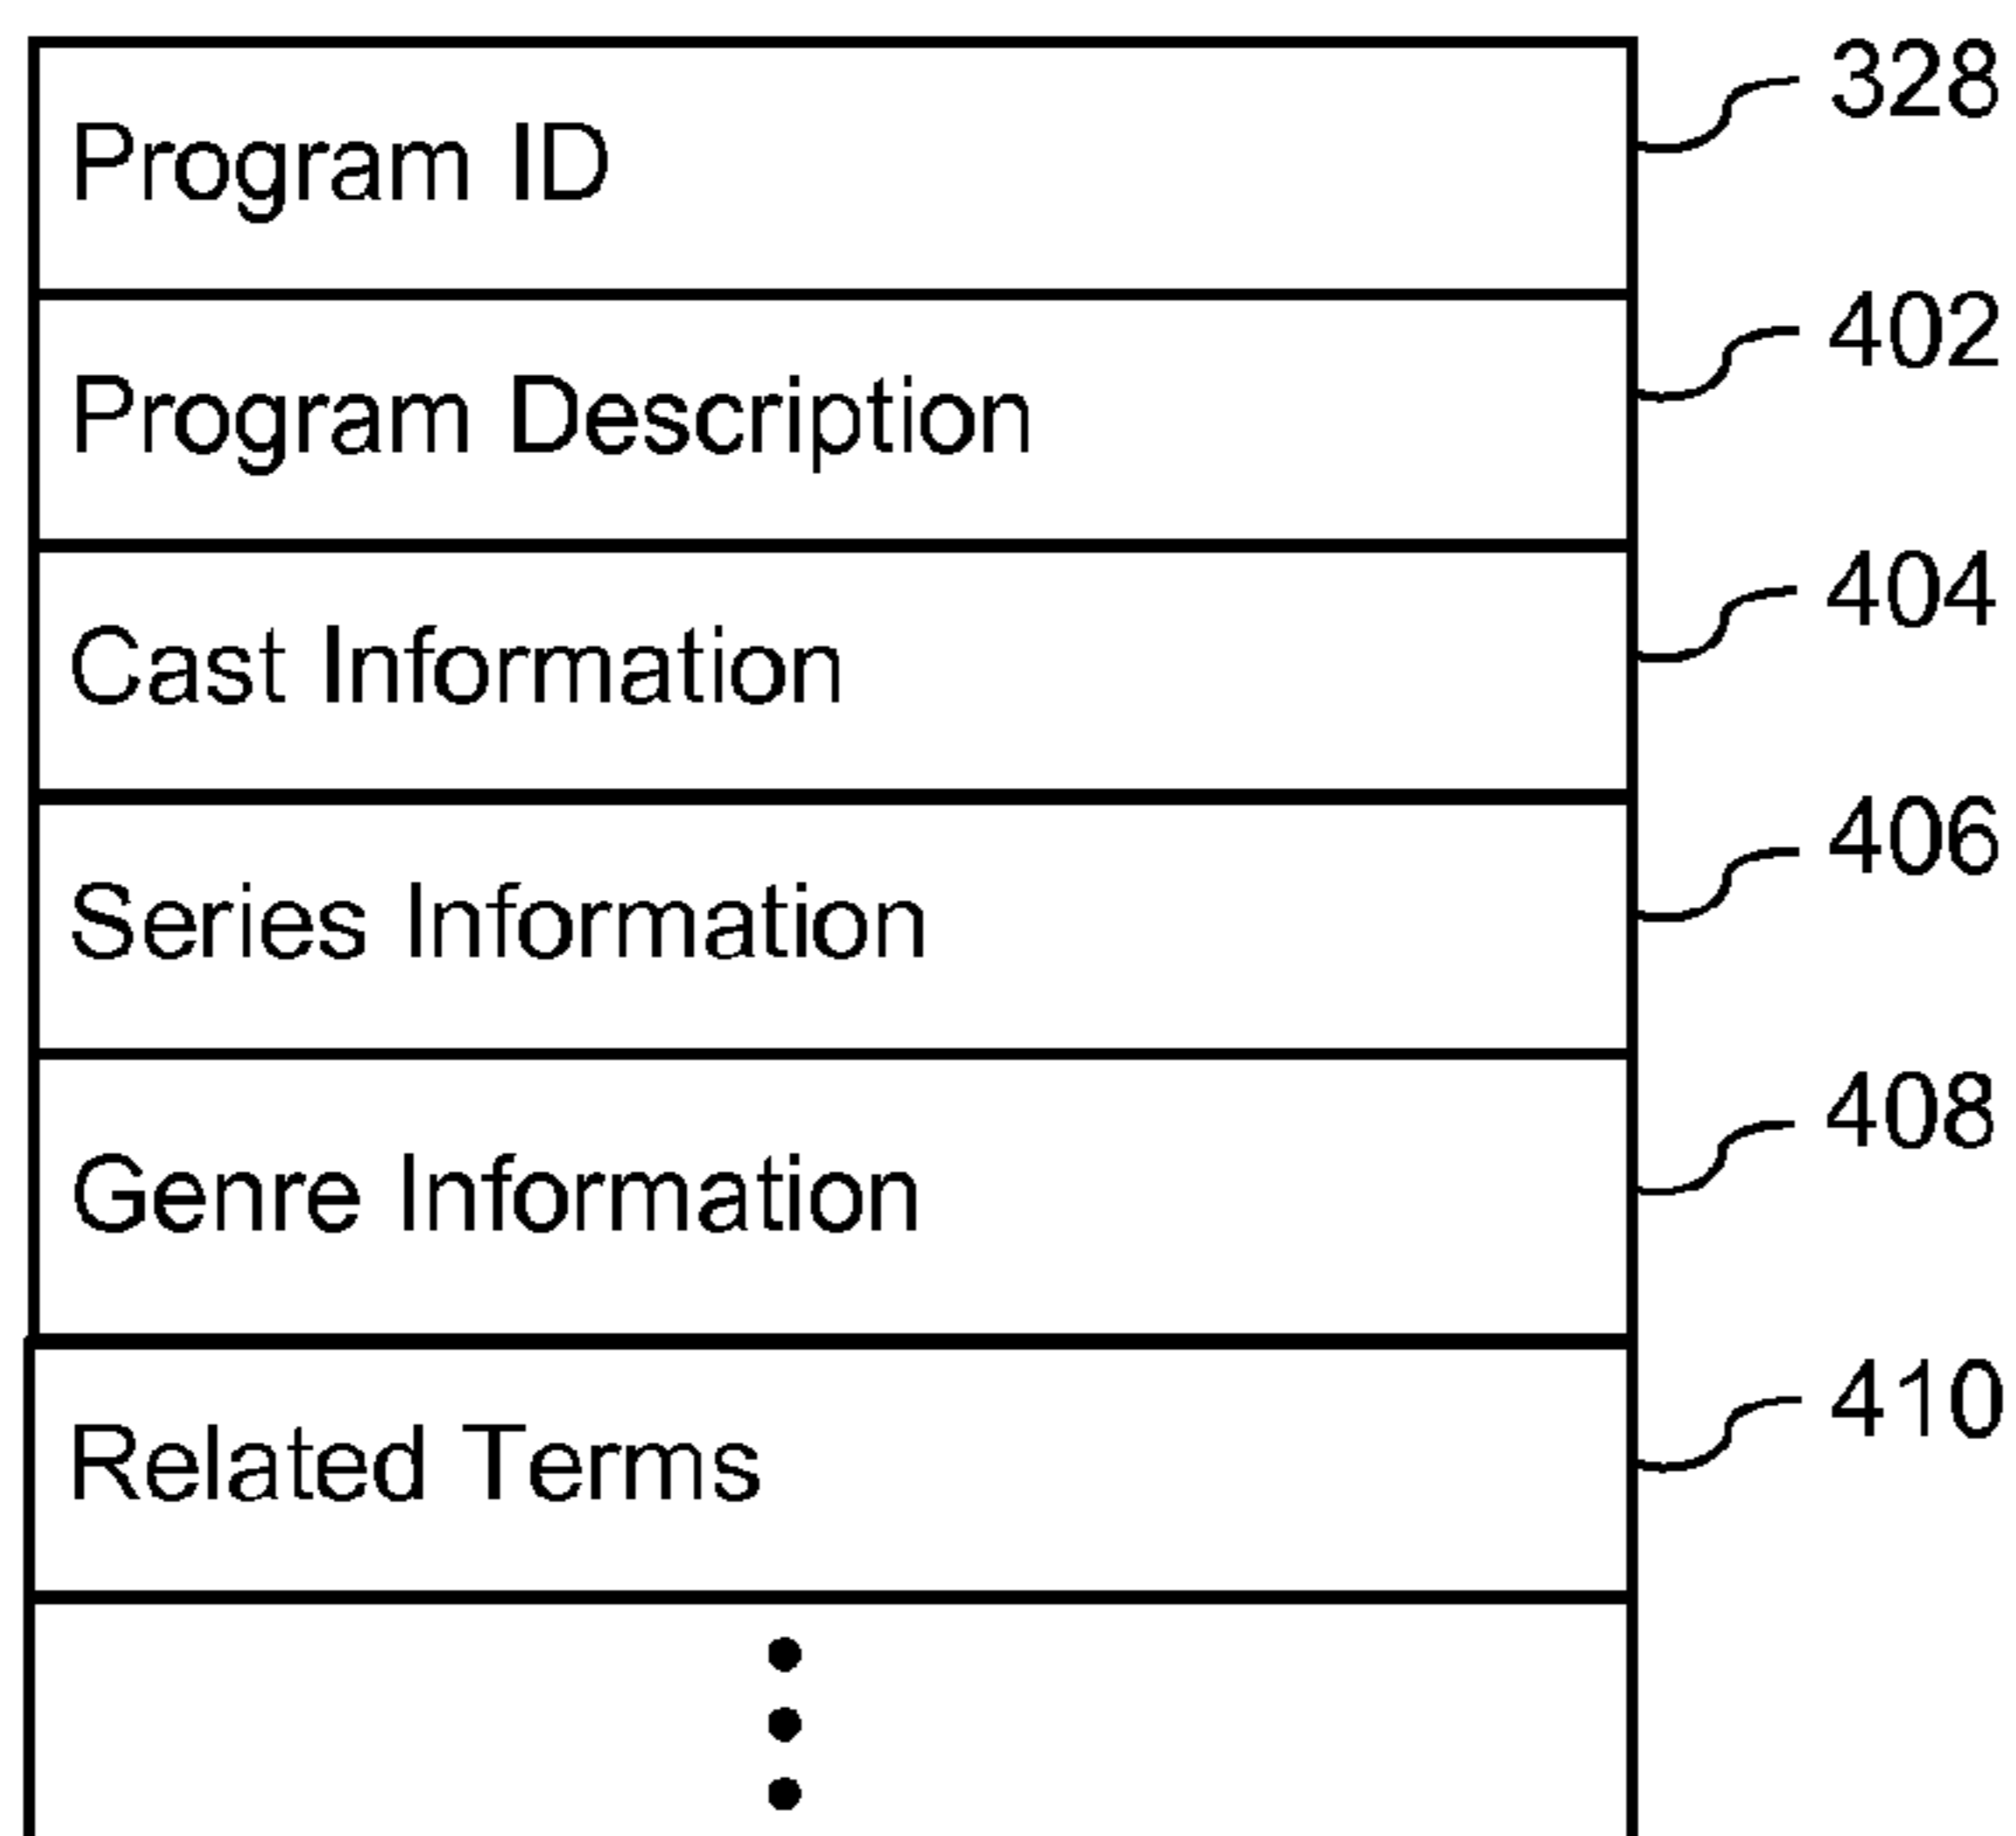 Program ID 328
Program Description 402
Cast Information 404
Series Information 406
Genre Information 408
Related Terms 410